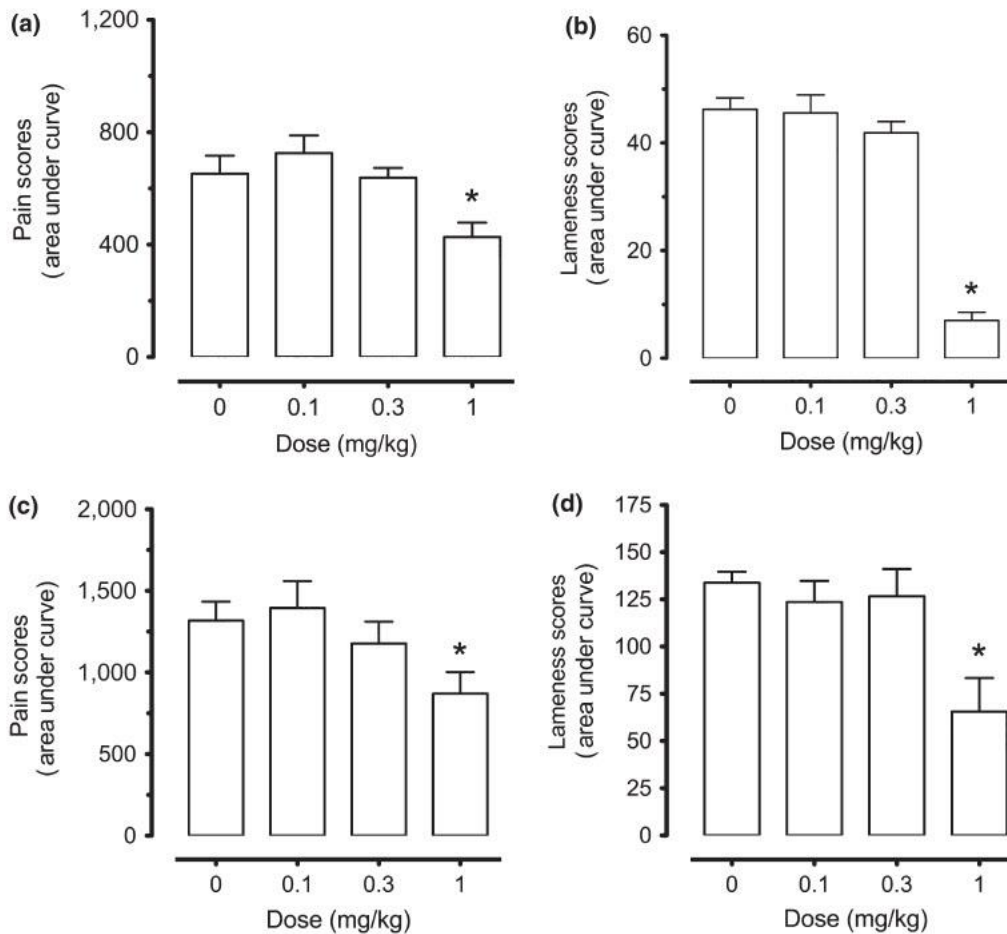 (a)
Pain scores
( area under curve)
1,200
800
400
0
*
0 0.1 0.3 1
Dose (mg/kg)
(b)
Lameness scores
( area under curve)
60
40
20
0
*
0 0.1 0.3 1
Dose (mg/kg)
(c)
Pain scores
( area under curve)
2,000
1,500
1,000
500
0
*
0 0.1 0.3 1
Dose (mg/kg)
(d)
Lameness scores
( area under curve)
175
150
125
100
75
50
25
0
*
0 0.1 0.3 1
Dose (mg/kg)